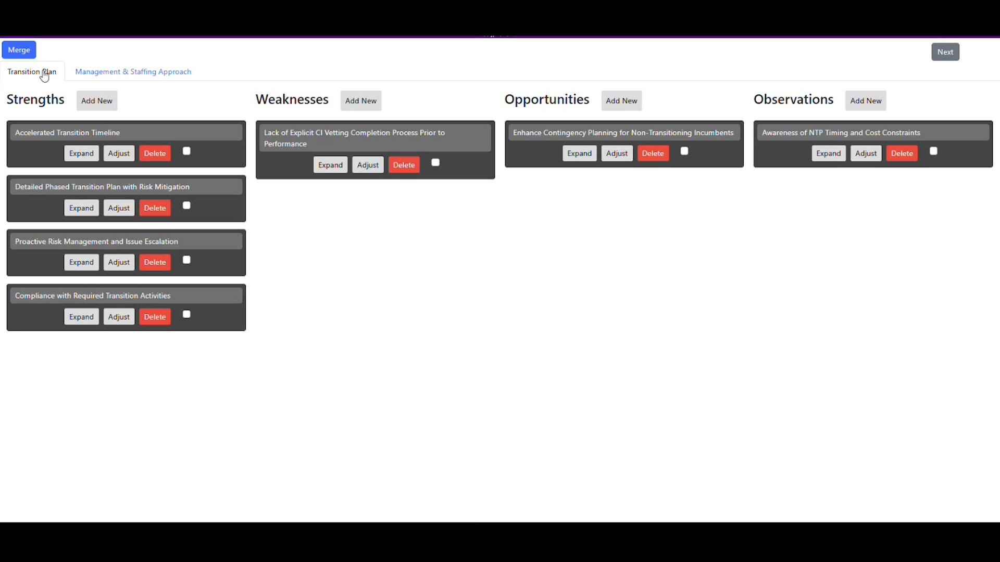 Merge
Next
Transition Plan
Management & Staffing Approach
Strengths
Add New
Weaknesses
Add New
Opportunities
Add New
Observations
Add New
Accelerated Transition Timeline
Expand
Adjust
Delete
Detailed Phased Transition Plan with Risk Mitigation
Expand
Adjust
Delete
Proactive Risk Management and Issue Escalation
Expand
Adjust
Delete
Compliance with Required Transition Activities
Expand
Adjust
Delete
Lack of Explicit CI Vetting Completion Process Prior to
Performance
Expand
Adjust
Delete
Enhance Contingency Planning for Non-Transitioning Incumbents
Expand
Adjust
Delete
Awareness of NTP Timing and Cost Constraints
Expand
Adjust
Delete